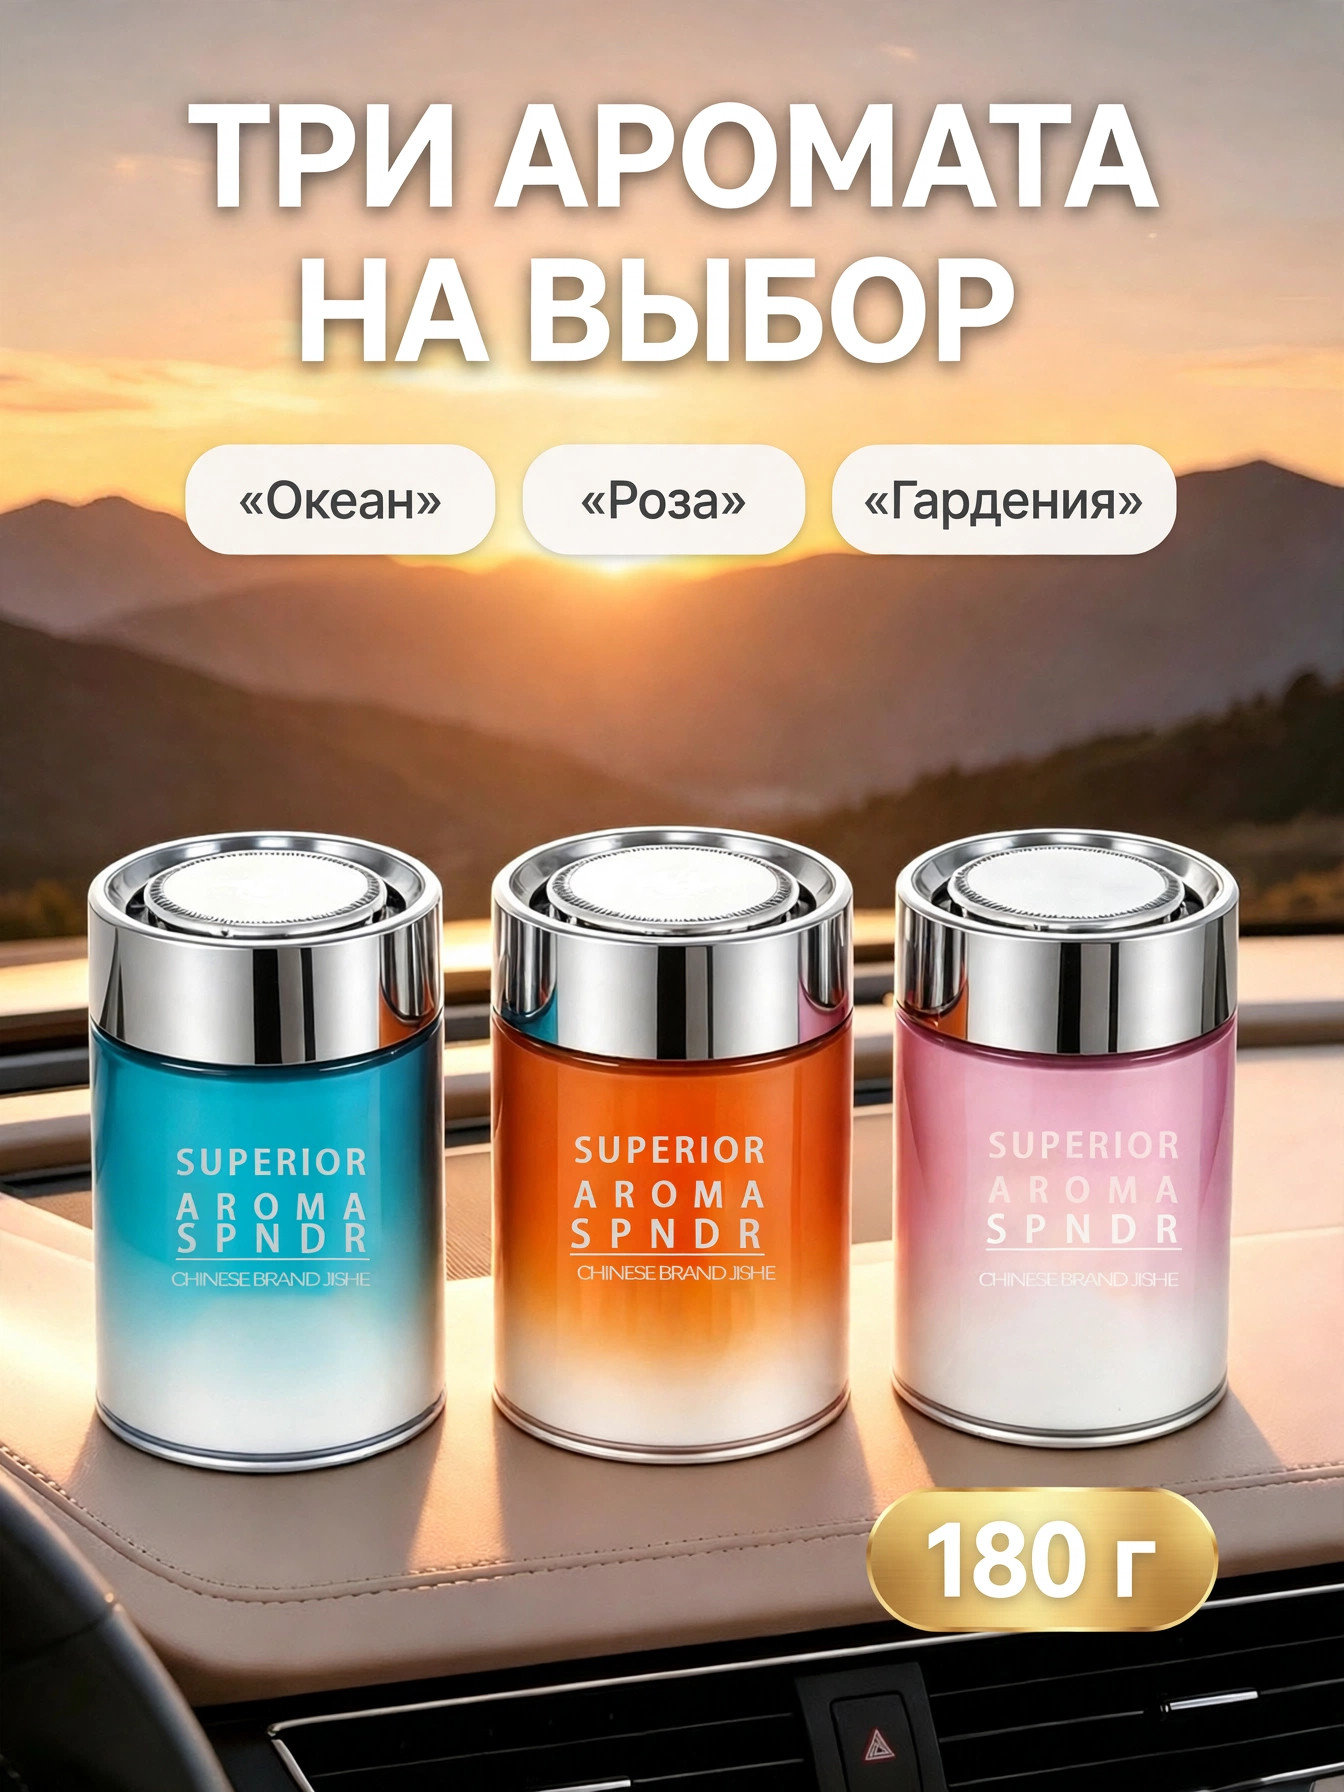 ТРИ АРОМАТА
НА ВЫБОР
«Океан»
«Роза»
«Гардения»
SUPERIOR
AROMA
SPNDR
CHINESE BRAND JISHE
SUPERIOR
AROMA
SPNDR
CHINESE BRAND JISHE
SUPERIOR
AROMA
SPNDR
CHINESE BRAND JISHE
180 г